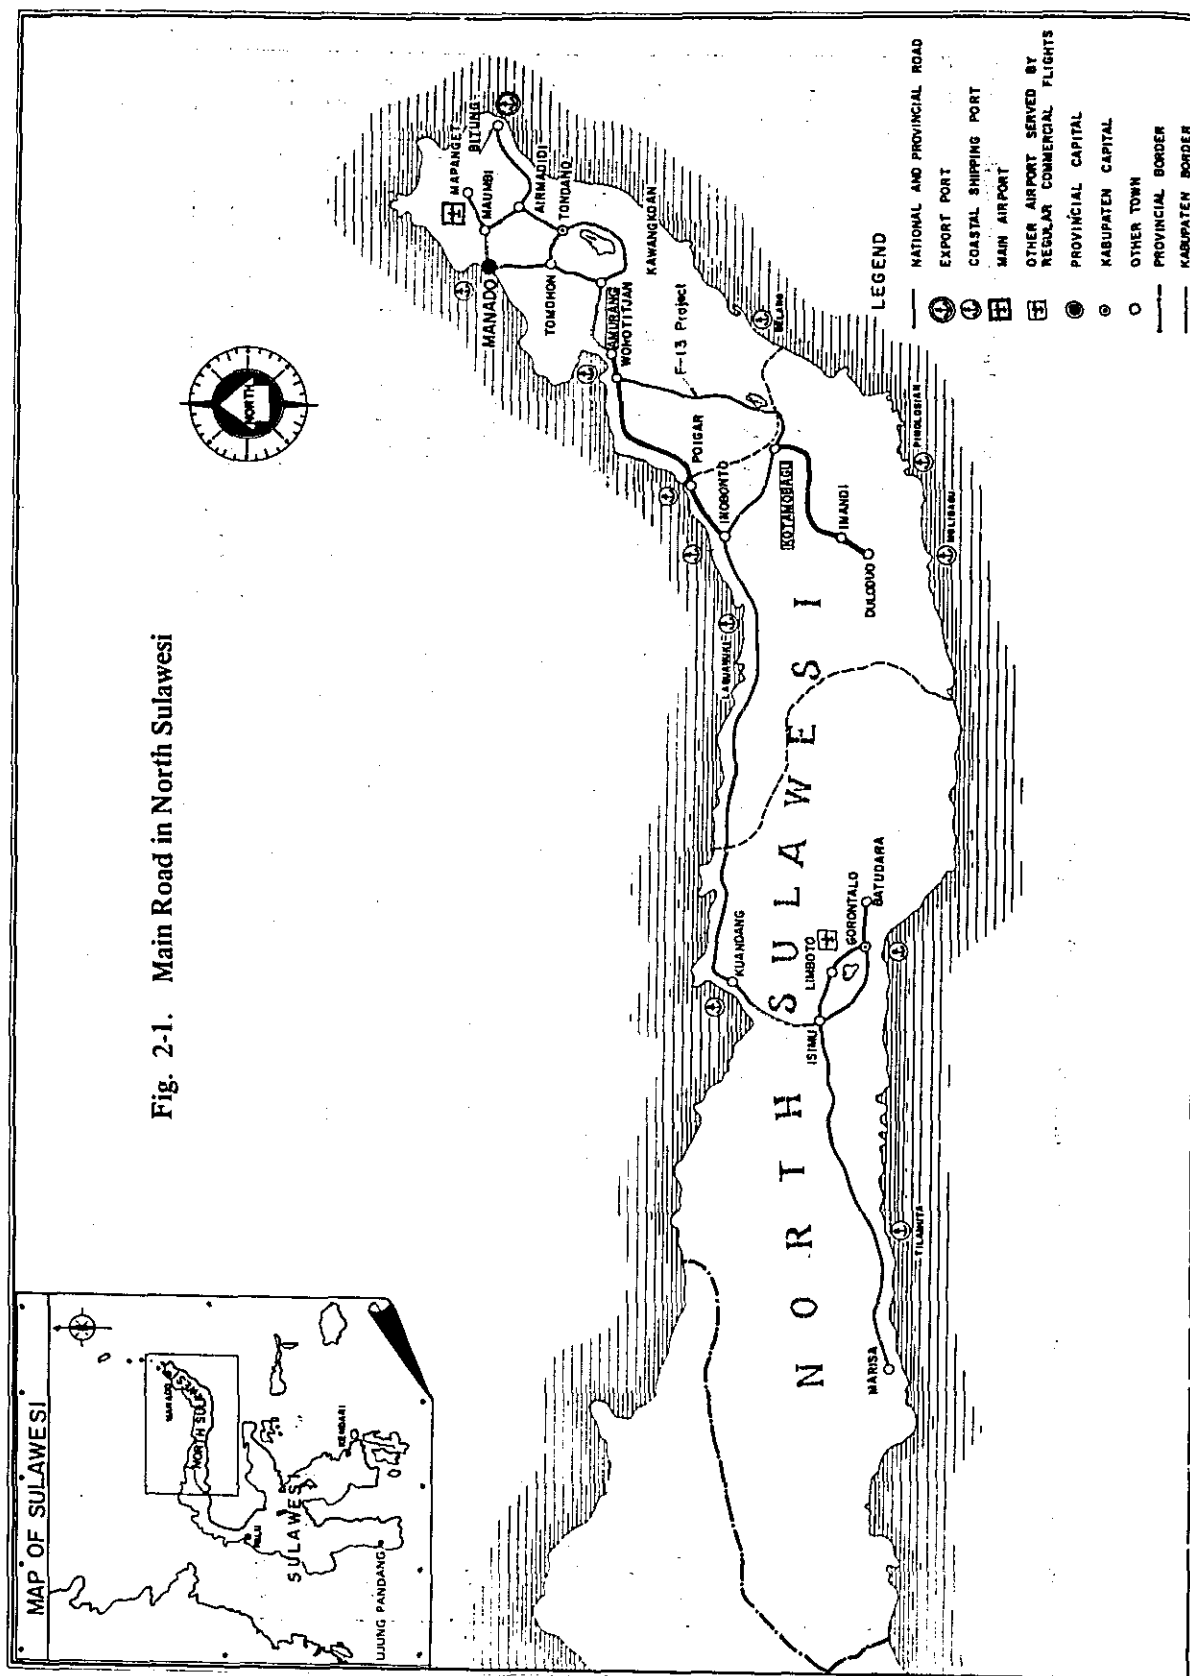 Fig. 2-1. Main Road in North Sulawesi
MAP OF SULAWESI
MANADO
NORTH SULAWESI
PALU
SULAWESI
KENDARI
UJUNG PANDANG
NORTH
MAPANGET
BITUNG
MAUMBI
MANADO
AIRMADIDI
TONDANO
TOMOHON
KAWANGKOAN
AMURANG
WOHOTITJAN
F-13 Project
BELANG
POIGAR
INOBONTO
KOTAMOBAGU
IMANDI
DULODUO
PINOLOSIAN
MOLIBAGU
LABUANUKI
KUANDANG
LIMBOTO
GORONTALO
BATUDARA
ISIMU
TILAMUTA
MARISA
NORTH SULAWESI
LEGEND
NATIONAL AND PROVINCIAL ROAD
EXPORT PORT
COASTAL SHIPPING PORT
MAIN AIRPORT
OTHER AIRPORT SERVED BY
REGULAR COMMERCIAL FLIGHTS
PROVINCIAL CAPITAL
KABUPATEN CAPITAL
OTHER TOWN
PROVINCIAL BORDER
KABUPATEN BORDER